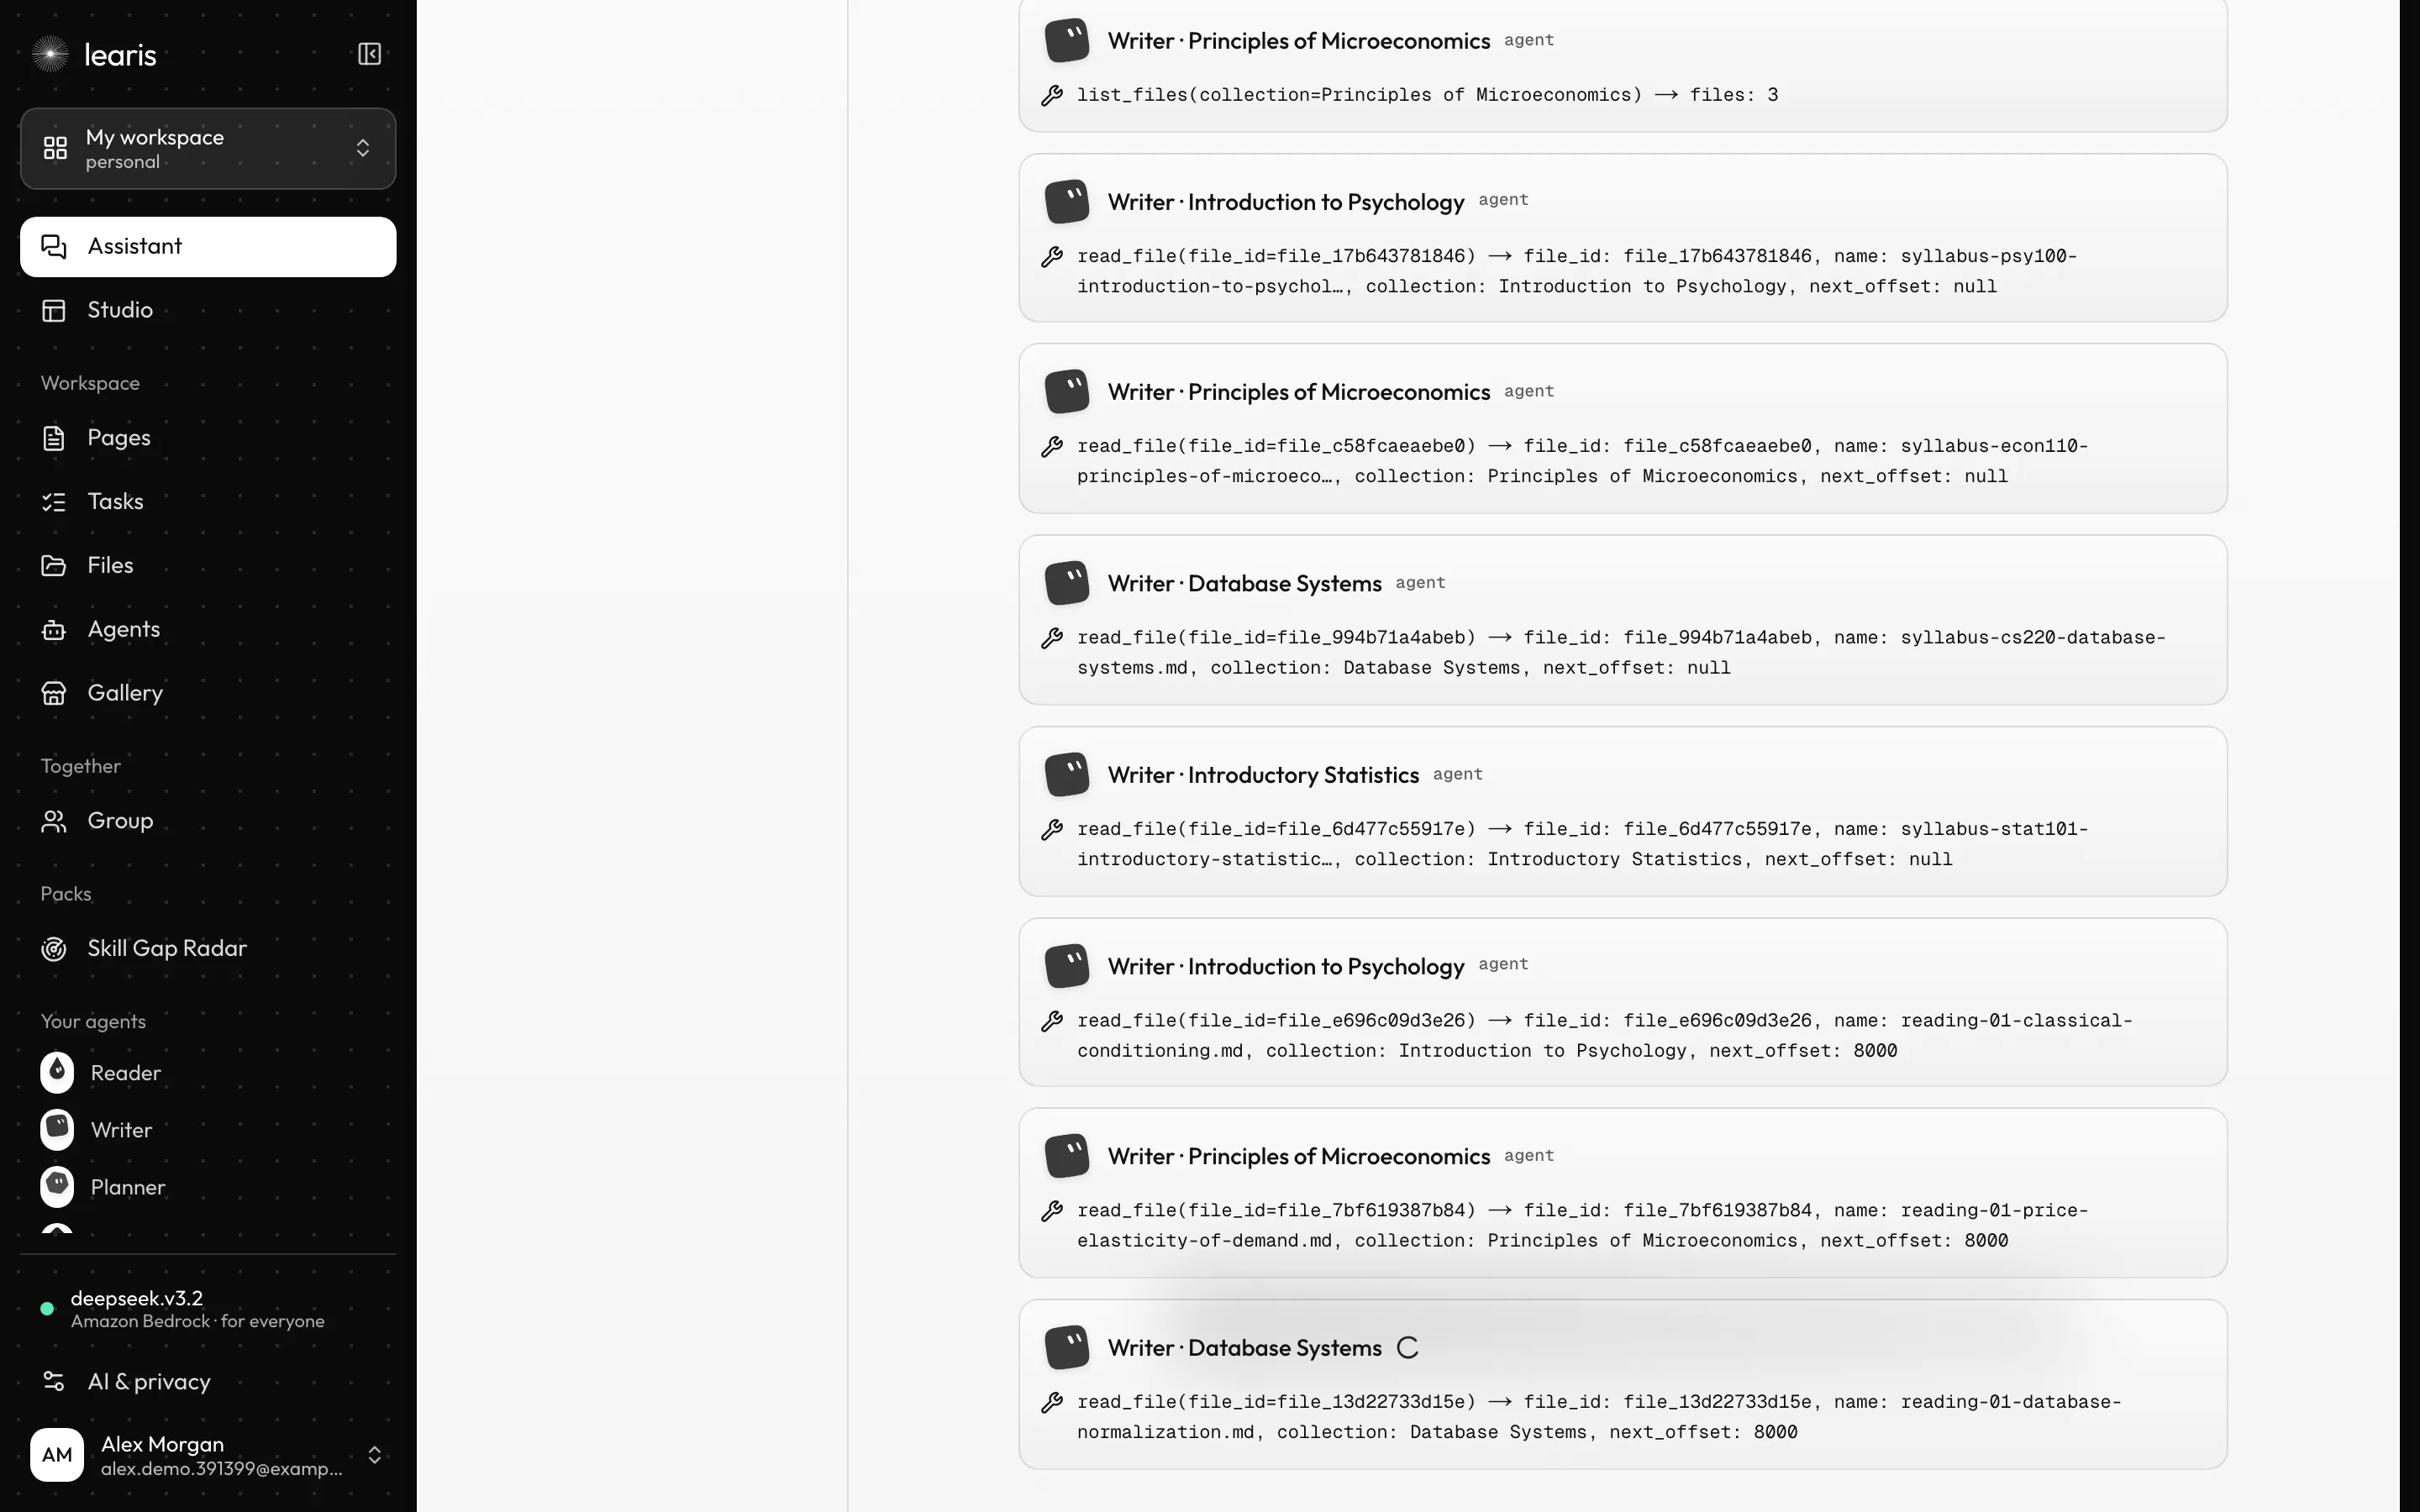 learis
My workspace
personal
Assistant
Studio
Workspace
Pages
Tasks
Files
Agents
Gallery
Together
Group
Packs
Skill Gap Radar
Your agents
Reader
Writer
Planner
deepseek.v3.2
Amazon Bedrock · for everyone
AI & privacy
AM
Alex Morgan
alex.demo.391399@examp...
Writer · Principles of Microeconomics agent
list_files(collection=Principles of Microeconomics) → files: 3
Writer · Introduction to Psychology agent
read_file(file_id=file_17b643781846) → file_id: file_17b643781846, name: syllabus-psy100-
introduction-to-psychol…, collection: Introduction to Psychology, next_offset: null
Writer · Principles of Microeconomics agent
read_file(file_id=file_c58fcaeaebe0) → file_id: file_c58fcaeaebe0, name: syllabus-econ110-
principles-of-microeco…, collection: Principles of Microeconomics, next_offset: null
Writer · Database Systems agent
read_file(file_id=file_994b71a4abeb) → file_id: file_994b71a4abeb, name: syllabus-cs220-database-
systems.md, collection: Database Systems, next_offset: null
Writer · Introductory Statistics agent
read_file(file_id=file_6d477c55917e) → file_id: file_6d477c55917e, name: syllabus-stat101-
introductory-statistic…, collection: Introductory Statistics, next_offset: null
Writer · Introduction to Psychology agent
read_file(file_id=file_e696c09d3e26) → file_id: file_e696c09d3e26, name: reading-01-classical-
conditioning.md, collection: Introduction to Psychology, next_offset: 8000
Writer · Principles of Microeconomics agent
read_file(file_id=file_7bf619387b84) → file_id: file_7bf619387b84, name: reading-01-price-
elasticity-of-demand.md, collection: Principles of Microeconomics, next_offset: 8000
Writer · Database Systems
read_file(file_id=file_13d22733d15e) → file_id: file_13d22733d15e, name: reading-01-database-
normalization.md, collection: Database Systems, next_offset: 8000